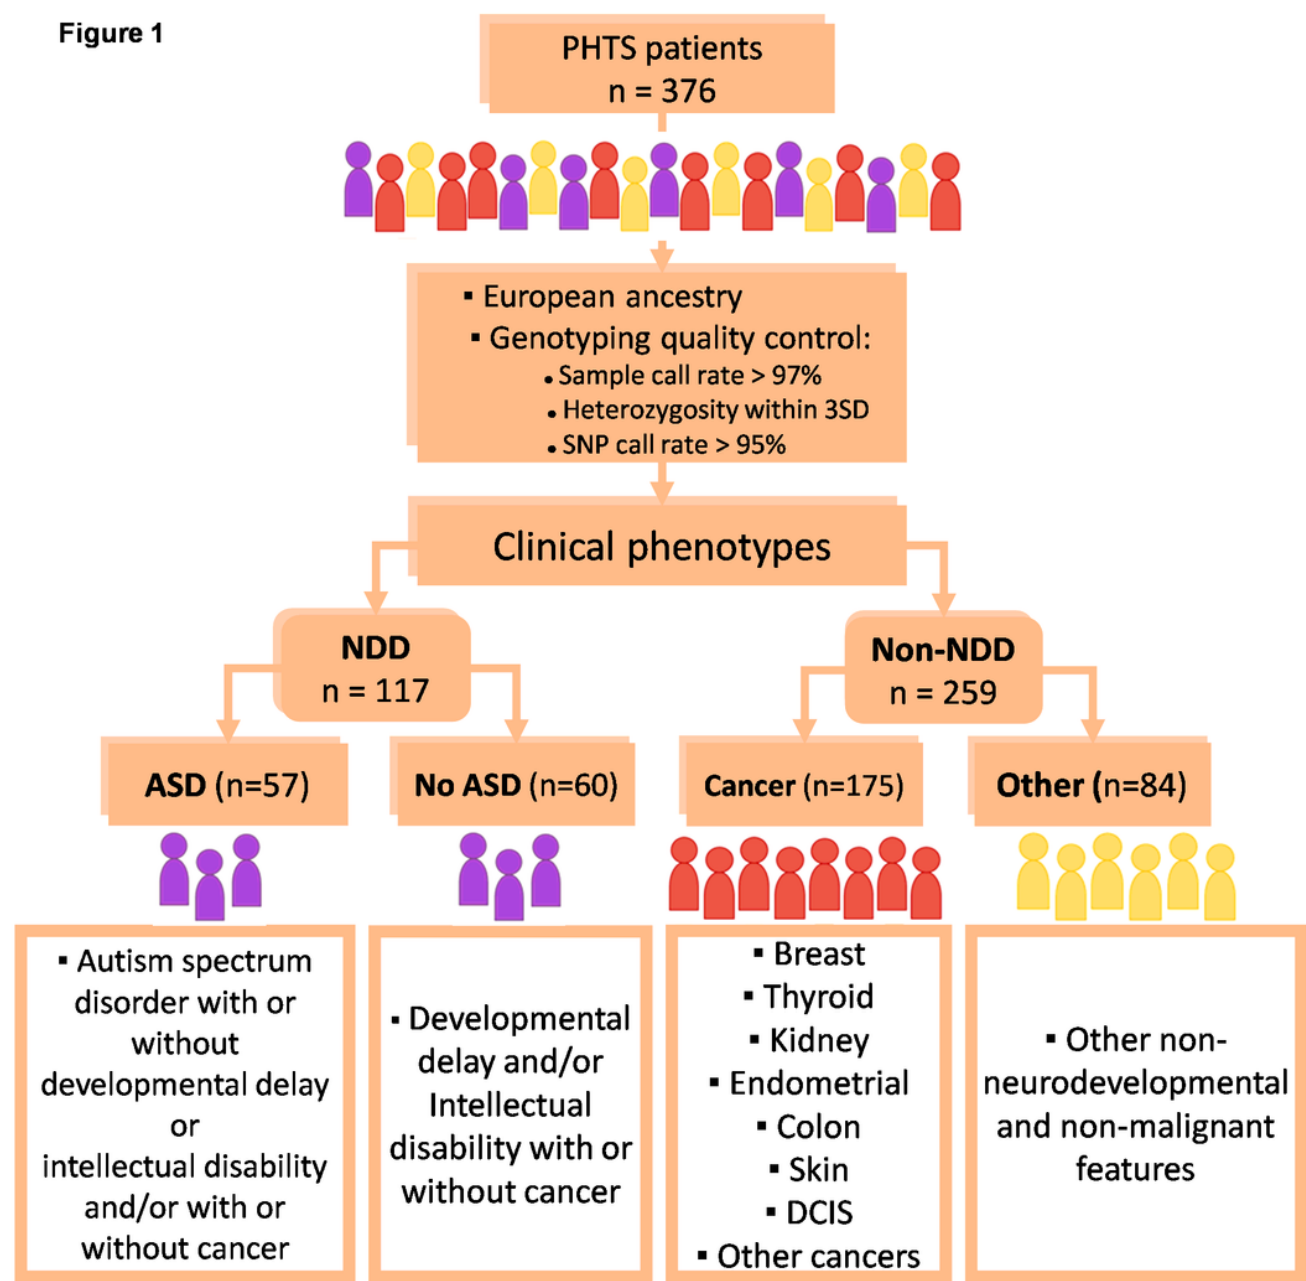 Figure 1
PHTS patients
n = 376
▪ European ancestry
▪ Genotyping quality control:
• Sample call rate > 97%
• Heterozygosity within 3SD
• SNP call rate > 95%
Clinical phenotypes
NDD
n = 117
Non-NDD
n = 259
ASD (n=57)
No ASD (n=60)
Cancer (n=175)
Other (n=84)
▪ Autism spectrum
disorder with or
without
developmental delay
or
intellectual disability
and/or with or
without cancer
▪ Developmental
delay and/or
Intellectual
disability with or
without cancer
▪ Breast
▪ Thyroid
▪ Kidney
▪ Endometrial
▪ Colon
▪ Skin
▪ DCIS
▪ Other cancers
▪ Other non-
neurodevelopmental
and non-malignant
features